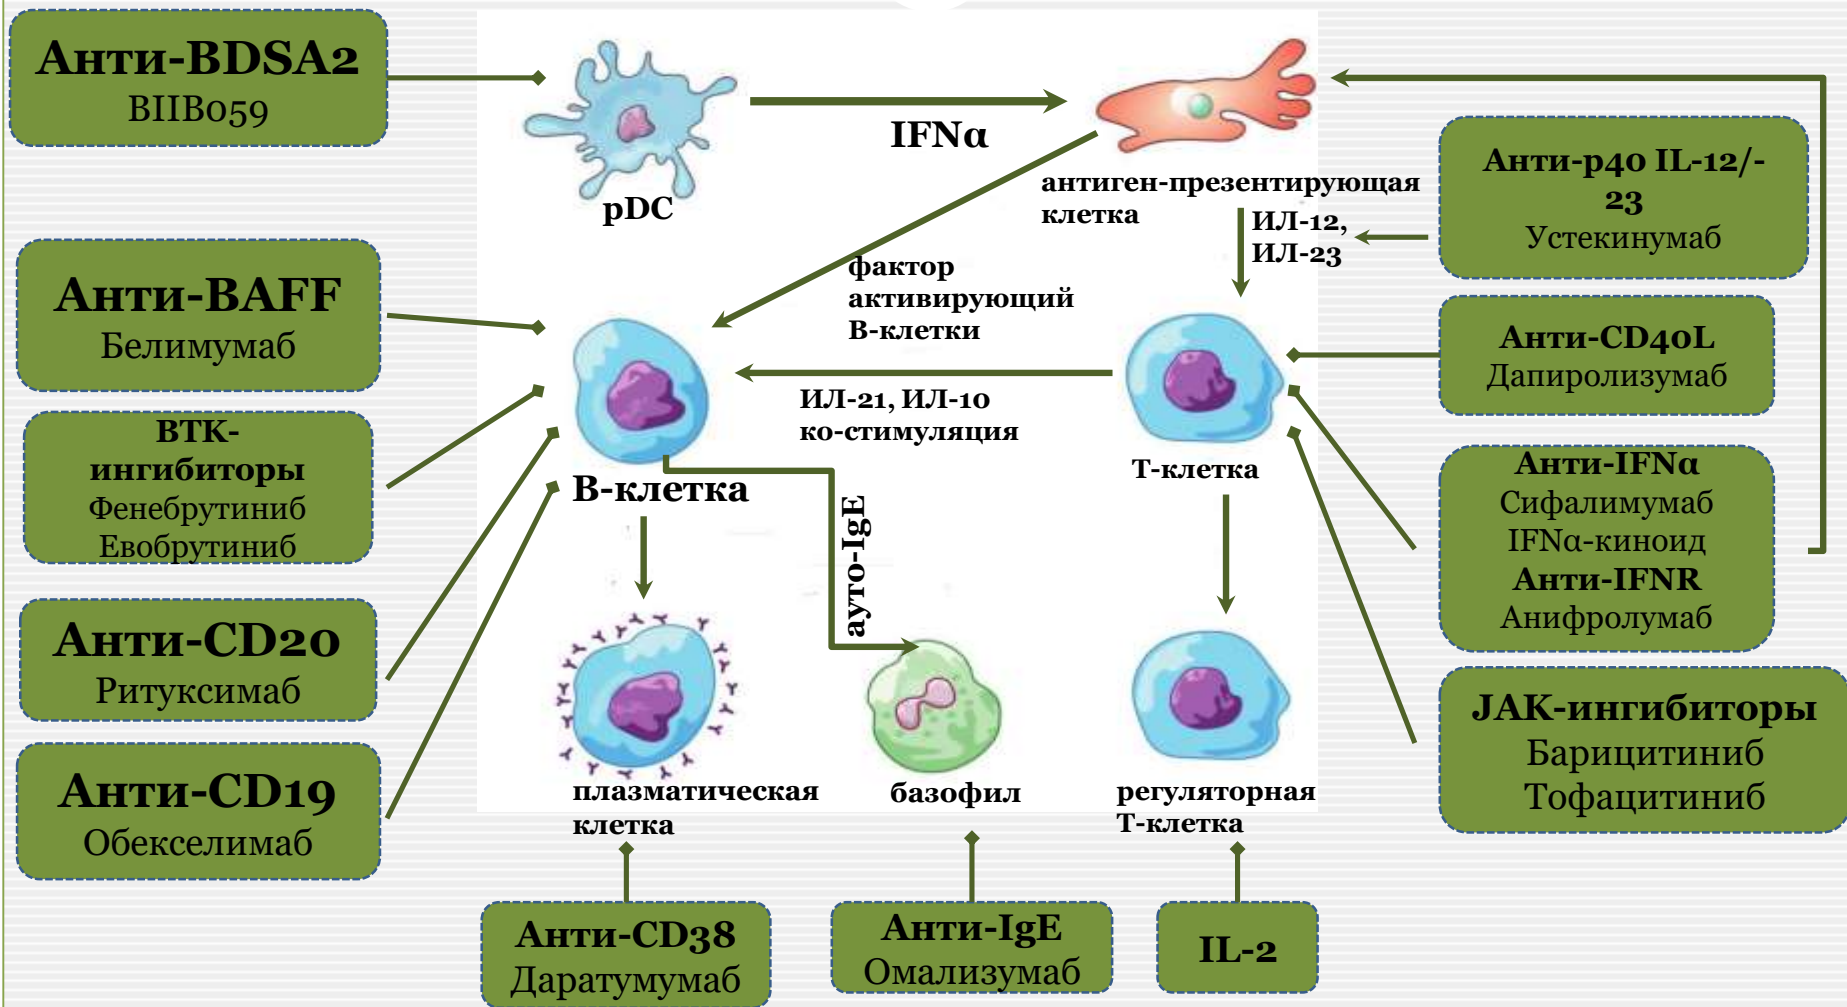 Анти-BDSA2
BIIB059
IFNα
pDC
антиген-презентирующая
клетка
Анти-p40 IL-12/-
23
Устекинумаб
ИЛ-12,
ИЛ-23
Анти-BAFF
Белимумаб
фактор
активирующий
В-клетки
Анти-CD40L
Дапиролизумаб
ИЛ-21, ИЛ-10
ко-стимуляция
BTK-
ингибиторы
Фенебрутиниб
Евобрутиниб
В-клетка
Т-клетка
Анти-IFNα
Сифалимумаб
IFNα-киноид
Анти-IFNR
Анифролумаб
ауто-IgE
Анти-CD20
Ритуксимаб
JAK-ингибиторы
Барицитиниб
Тофацитиниб
Анти-CD19
Обекселимаб
плазматическая
клетка
базофил
регуляторная
Т-клетка
Анти-CD38
Даратумумаб
Анти-IgE
Омализумаб
IL-2